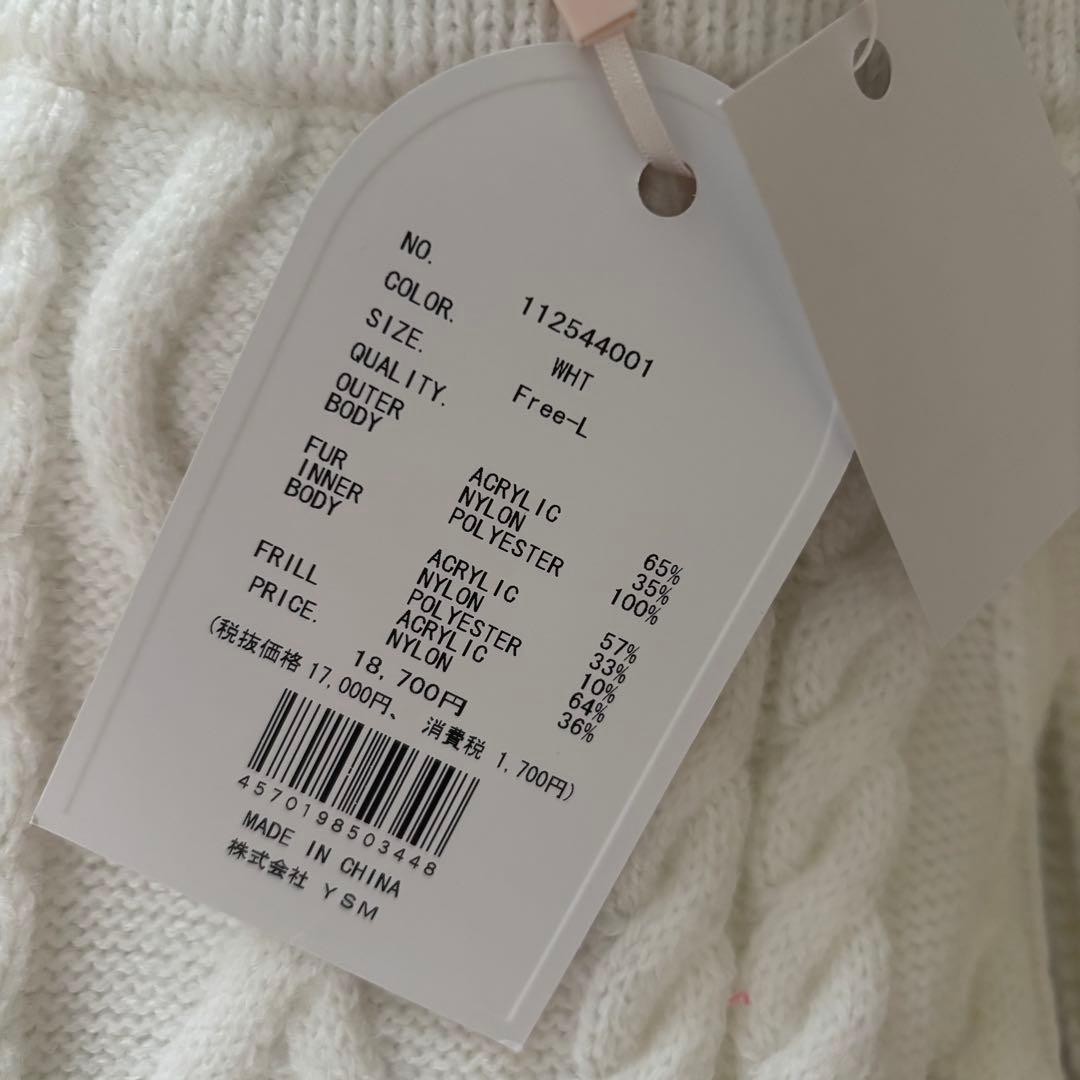 NO. 112544001
COLOR. WHT
SIZE. Free-L
QUALITY.
OUTER
BODY ACRYLIC 65%
NYLON 35%
FUR POLYESTER 100%
INNER
BODY ACRYLIC 57%
NYLON 33%
POLYESTER 10%
FRILL ACRYLIC 64%
NYLON 36%
PRICE. 18,700円
(税抜価格 17,000円、 消費税 1,700円)
4570198503448
MADE IN CHINA
株式会社 YSM